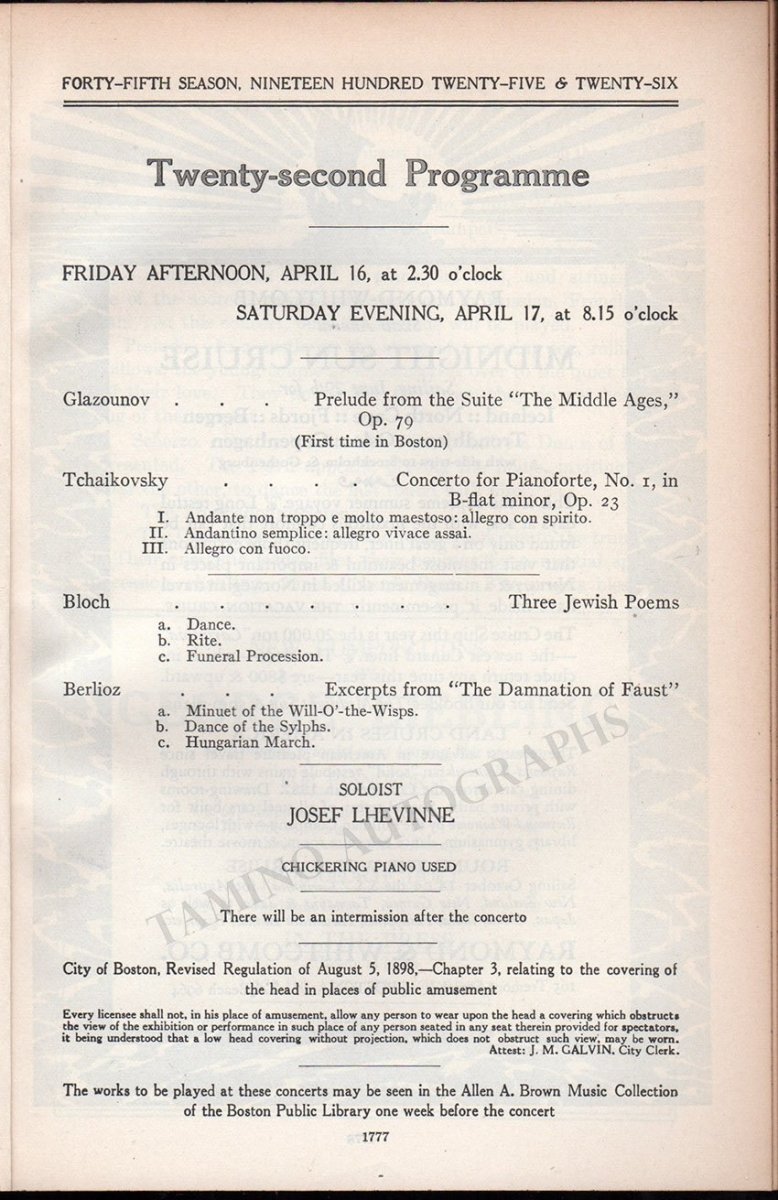 FORTY–FIFTH SEASON, NINETEEN HUNDRED TWENTY–FIVE & TWENTY–SIX
Twenty-second Programme
FRIDAY AFTERNOON, APRIL 16, at 2.30 o'clock
SATURDAY EVENING, APRIL 17, at 8.15 o'clock
Glazounov . . . Prelude from the Suite "The Middle Ages,"
Op. 79
(First time in Boston)
Tchaikovsky . . . . Concerto for Pianoforte, No. 1, in
B-flat minor, Op. 23
I. Andante non troppo e molto maestoso: allegro con spirito.
II. Andantino semplice: allegro vivace assai.
III. Allegro con fuoco.
Bloch . . . . . . . Three Jewish Poems
a. Dance.
b. Rite.
c. Funeral Procession.
Berlioz . . . Excerpts from "The Damnation of Faust"
a. Minuet of the Will-O'-the-Wisps.
b. Dance of the Sylphs.
c. Hungarian March.
SOLOIST
JOSEF LHEVINNE
CHICKERING PIANO USED
TAMINO AUTOGRAPHS
There will be an intermission after the concerto
City of Boston, Revised Regulation of August 5, 1898,—Chapter 3, relating to the covering of
the head in places of public amusement
Every licensee shall not, in his place of amusement, allow any person to wear upon the head a covering which obstructs
the view of the exhibition or performance in such place of any person seated in any seat therein provided for spectators,
it being understood that a low head covering without projection, which does not obstruct such view, may be worn.
Attest: J. M. GALVIN, City Clerk.
The works to be played at these concerts may be seen in the Allen A. Brown Music Collection
of the Boston Public Library one week before the concert
1777